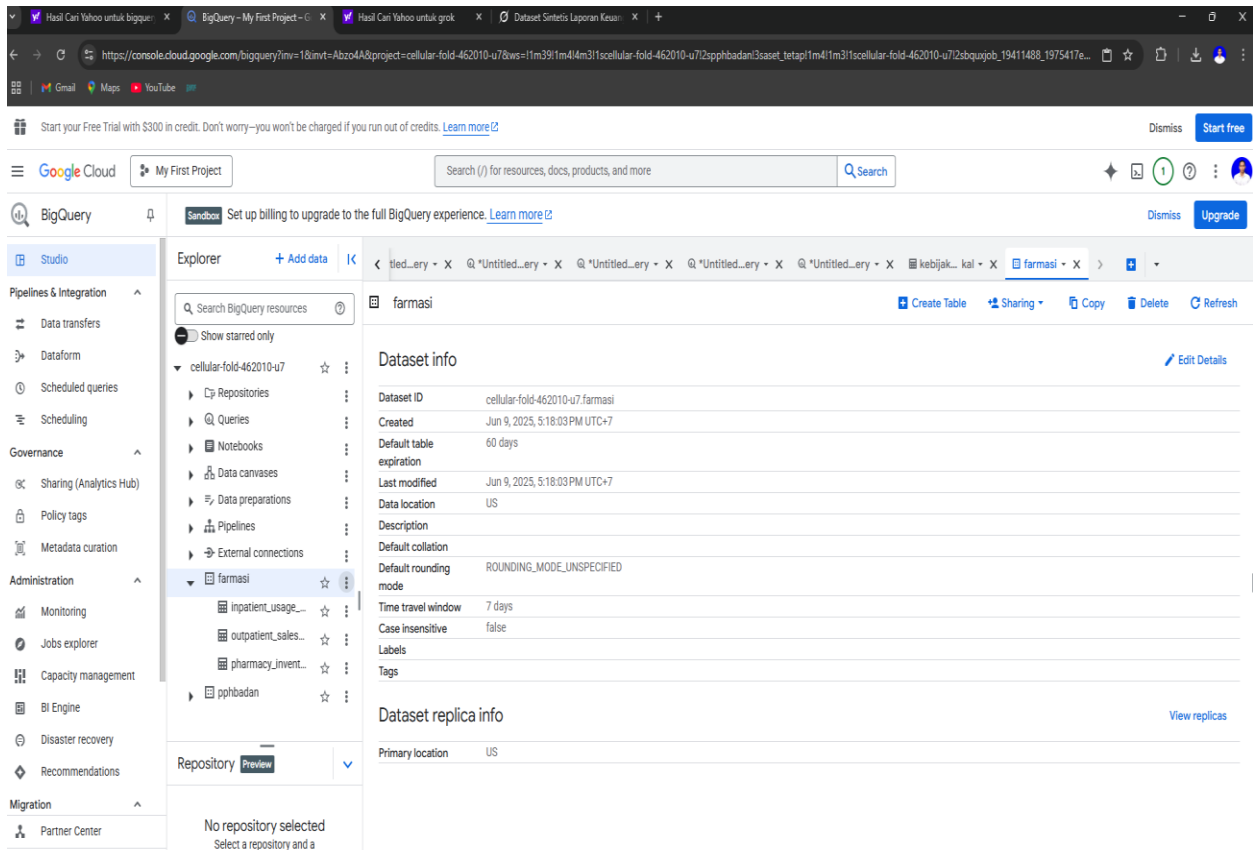 Hasil Cari Yahoo untuk bigquer
BigQuery – My First Project – G
Hasil Cari Yahoo untuk grok
Dataset Sintetis Laporan Keuan
https://console.cloud.google.com/bigquery?inv=1&invt=Abzo4A&project=cellular-fold-462010-u7&ws=!1m39!1m4!4m3!1scellular-fold-462010-u7!2spphbadan!3saset_tetap!1m4!1m3!1scellular-fold-462010-u7!2sbquxjob_19411488_1975417e...
Gmail Maps YouTube
Start your Free Trial with $300 in credit. Don't worry—you won't be charged if you run out of credits. Learn more
Dismiss Start free
Google Cloud My First Project Search (/) for resources, docs, products, and more Search 1
BigQuery
Sandbox Set up billing to upgrade to the full BigQuery experience. Learn more Dismiss Upgrade
Studio
Pipelines & Integration
Data transfers
Dataform
Scheduled queries
Scheduling
Governance
Sharing (Analytics Hub)
Policy tags
Metadata curation
Administration
Monitoring
Jobs explorer
Capacity management
BI Engine
Disaster recovery
Recommendations
Migration
Partner Center
Explorer + Add data
Search BigQuery resources
Show starred only
cellular-fold-462010-u7
Repositories
Queries
Notebooks
Data canvases
Data preparations
Pipelines
External connections
farmasi
inpatient_usage_...
outpatient_sales...
pharmacy_invent...
pphbadan
Repository Preview
No repository selected
Select a repository and a
tled...ery *Untitled...ery *Untitled...ery *Untitled...ery *Untitled...ery kebijak... kal farmasi
farmasi Create Table Sharing Copy Delete Refresh
Dataset info Edit Details
Dataset ID cellular-fold-462010-u7.farmasi
Created Jun 9, 2025, 5:18:03 PM UTC+7
Default table expiration 60 days
Last modified Jun 9, 2025, 5:18:03 PM UTC+7
Data location US
Description
Default collation
Default rounding mode ROUNDING_MODE_UNSPECIFIED
Time travel window 7 days
Case insensitive false
Labels
Tags
Dataset replica info View replicas
Primary location US